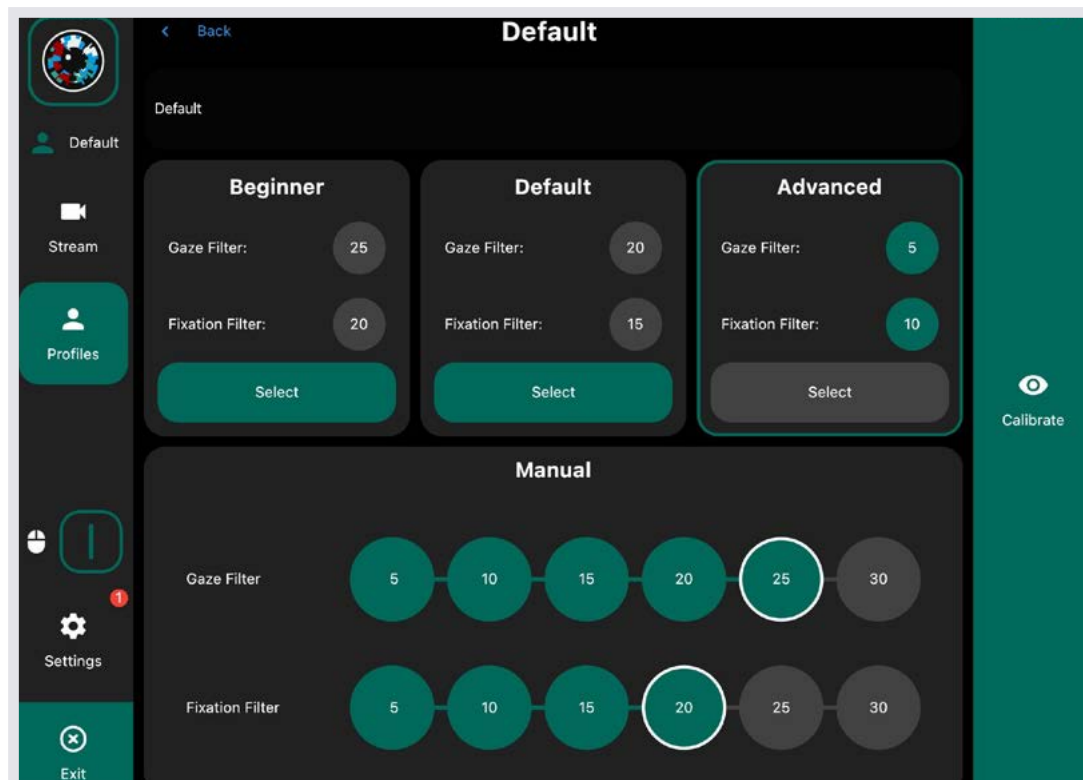 Back
Default
Default
Default
Stream
Profiles
Beginner
Gaze Filter: 25
Fixation Filter: 20
Select
Default
Gaze Filter: 20
Fixation Filter: 15
Select
Advanced
Gaze Filter: 5
Fixation Filter: 10
Select
Calibrate
Manual
Gaze Filter 5 10 15 20 25 30
Fixation Filter 5 10 15 20 25 30
1
Settings
Exit